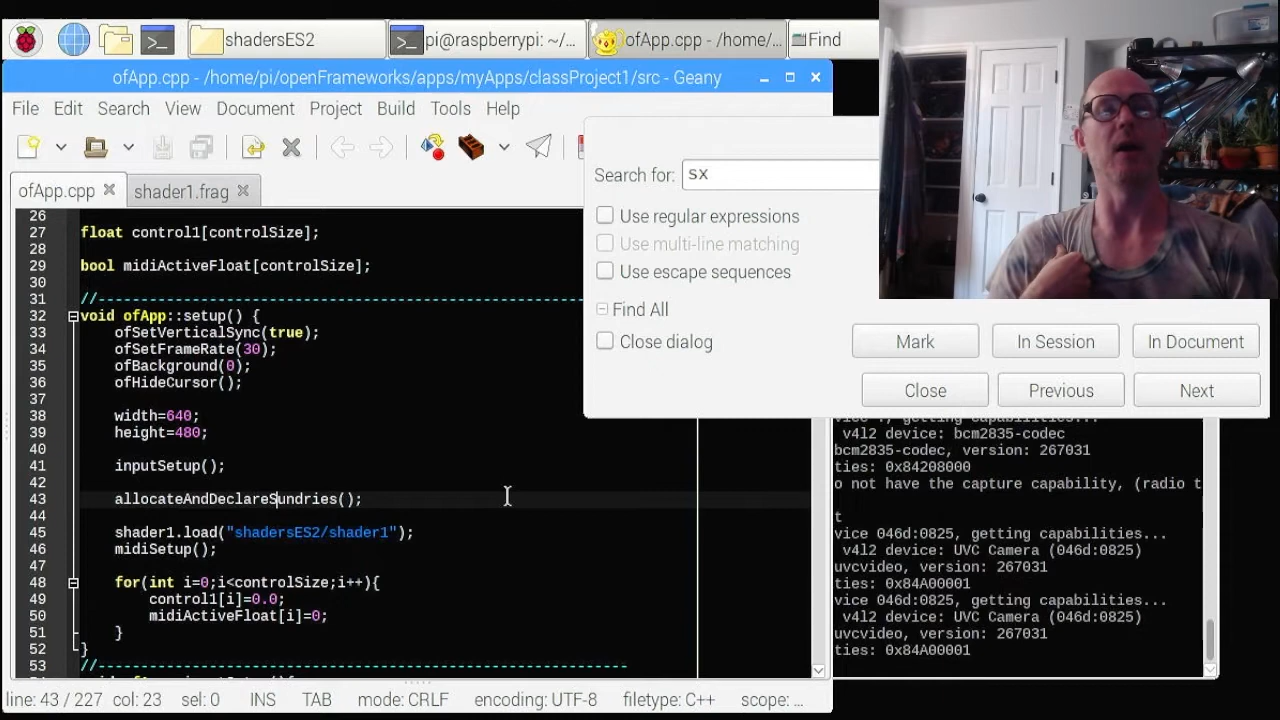 shadersES2
pi@raspberrypi: ~/...
ofApp.cpp - /home/...
Find
ofApp.cpp - /home/pi/openFrameworks/apps/myApps/classProject1/src - Geany
File Edit Search View Document Project Build Tools Help
ofApp.cpp
shader1.frag
26
27 float control1[controlSize];
28
29 bool midiActiveFloat[controlSize];
30
31 //-----------------------------------------------------------
32 void ofApp::setup() {
33 ofSetVerticalSync(true);
34 ofSetFrameRate(30);
35 ofBackground(0);
36 ofHideCursor();
37
38 width=640;
39 height=480;
40
41 inputSetup();
42
43 allocateAndDeclareSundries();
44
45 shader1.load("shadersES2/shader1");
46 midiSetup();
47
48 for(int i=0;i<controlSize;i++){
49 control1[i]=0.0;
50 midiActiveFloat[i]=0;
51 }
52 }
53 //--------------------------------------------------------------
line: 43 / 227 col: 23 sel: 0 INS TAB mode: CRLF encoding: UTF-8 filetype: C++ scope: ...
Search for: sx
Use regular expressions
Use multi-line matching
Use escape sequences
Find All
Close dialog
Mark In Session In Document
Close Previous Next
vice 7, getting capabilities...
v4l2 device: bcm2835-codec
bcm2835-codec, version: 267031
ties: 0x84208000
o not have the capture capability, (radio t
t
vice 046d:0825, getting capabilities...
v4l2 device: UVC Camera (046d:0825)
uvcvideo, version: 267031
ties: 0x84A00001
vice 046d:0825, getting capabilities...
v4l2 device: UVC Camera (046d:0825)
uvcvideo, version: 267031
ties: 0x84A00001